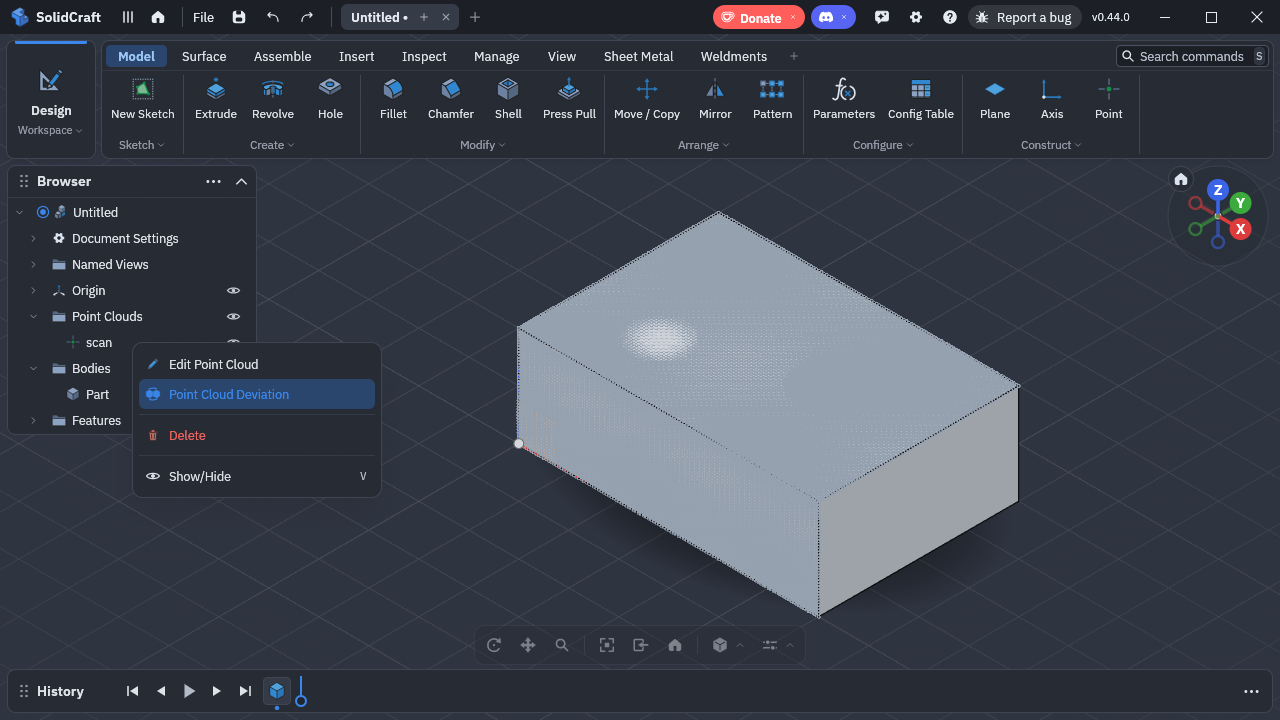 SolidCraft
File
Untitled •
Donate
Report a bug
v0.44.0
Design
Workspace
Model
Surface
Assemble
Insert
Inspect
Manage
View
Sheet Metal
Weldments
Search commands
S
New Sketch
Extrude
Revolve
Hole
Fillet
Chamfer
Shell
Press Pull
Move / Copy
Mirror
Pattern
Parameters
Config Table
Plane
Axis
Point
Sketch
Create
Modify
Arrange
Configure
Construct
Browser
Untitled
Document Settings
Named Views
Origin
Point Clouds
scan
Bodies
Part
Features
Edit Point Cloud
Point Cloud Deviation
Delete
Show/Hide
V
Z
Y
X
History